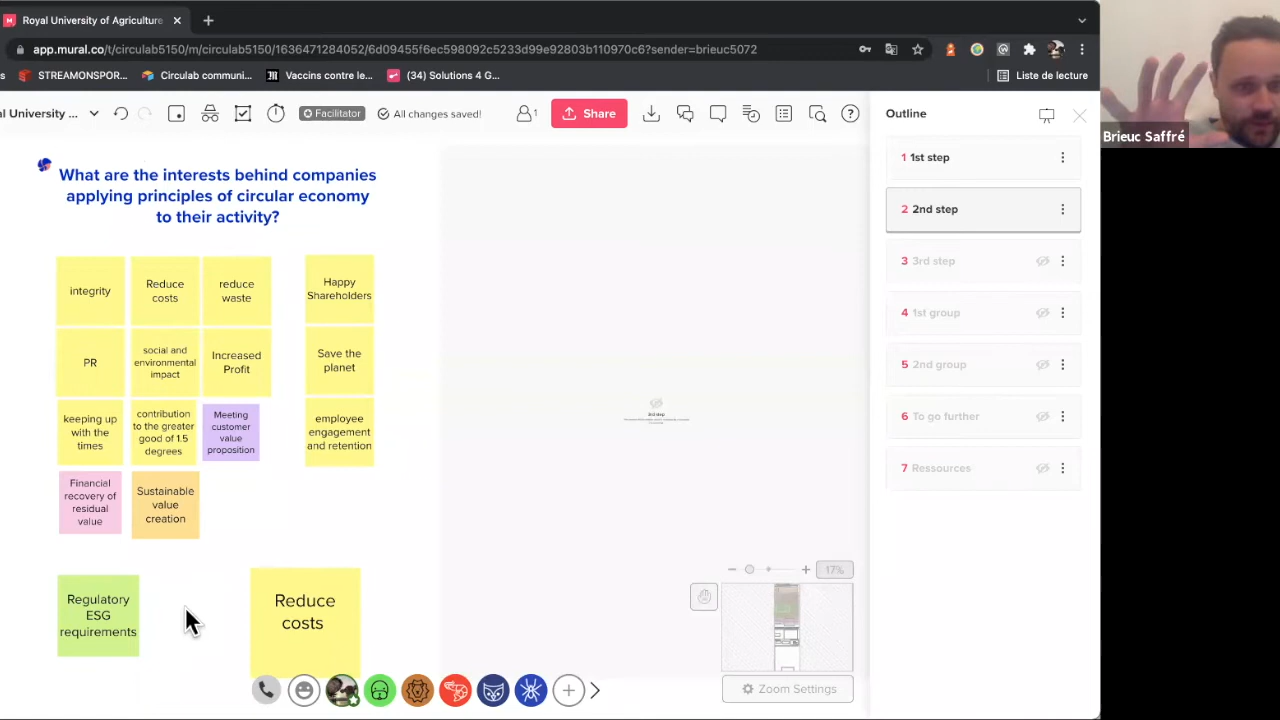 Royal University of Agriculture
app.mural.co/t/circulab5150/m/circulab5150/1636471284052/6d09455f6ec598092c5233d99e92803b110970c6?sender=brieuc5072
s
STREAMONSPOR...
Circulab communi...
Vaccins contre le...
(34) Solutions 4 G...
Liste de lecture
al University ...
Facilitator
All changes saved!
1
Share
Outline
Brieuc Saffré
What are the interests behind companies
applying principles of circular economy
to their activity?
integrity
Reduce
costs
reduce
waste
Happy
Shareholders
PR
social and
environmental
impact
Increased
Profit
Save the
planet
keeping up
with the
times
contribution
to the greater
good of 1.5
degrees
Meeting
customer
value
proposition
employee
engagement
and retention
Financial
recovery of
residual
value
Sustainable
value
creation
Regulatory
ESG
requirements
Reduce
costs
1 1st step
2 2nd step
3 3rd step
4 1st group
5 2nd group
6 To go further
7 Ressources
17%
Zoom Settings